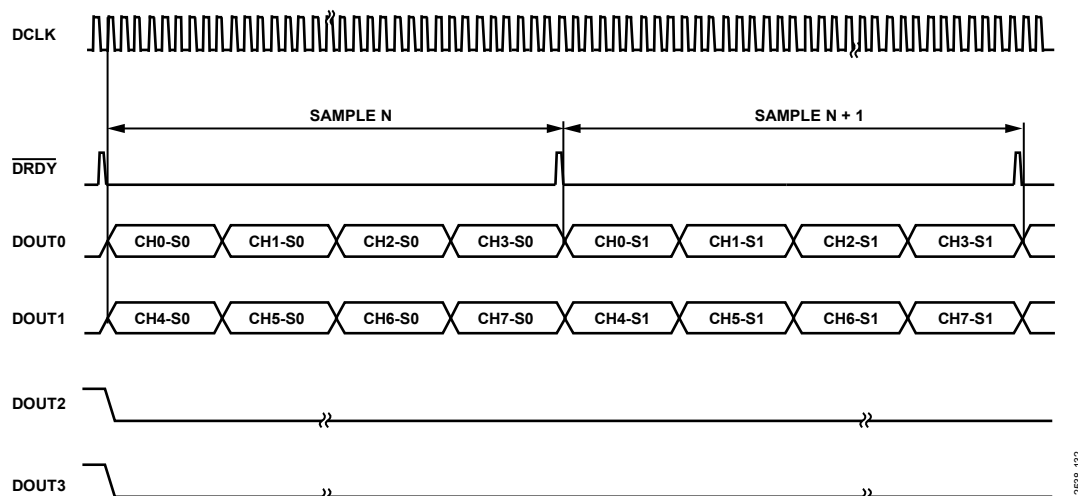 DCLK
SAMPLE N SAMPLE N + 1
DRDY
DOUT0 CH0-S0 CH1-S0 CH2-S0 CH3-S0 CH0-S1 CH1-S1 CH2-S1 CH3-S1
DOUT1 CH4-S0 CH5-S0 CH6-S0 CH7-S0 CH4-S1 CH5-S1 CH6-S1 CH7-S1
DOUT2
DOUT3